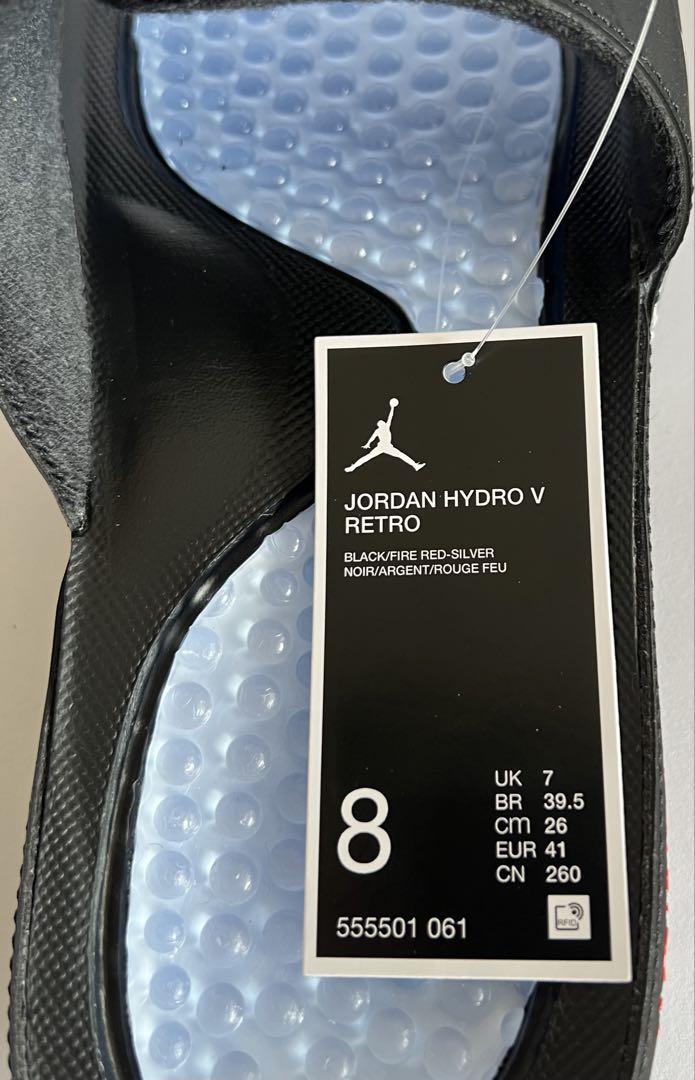 JORDAN HYDRO V
RETRO
BLACK/FIRE RED-SILVER
NOIR/ARGENT/ROUGE FEU
8
UK 7
BR 39.5
cm 26
EUR 41
CN 260
555501 061
RFID